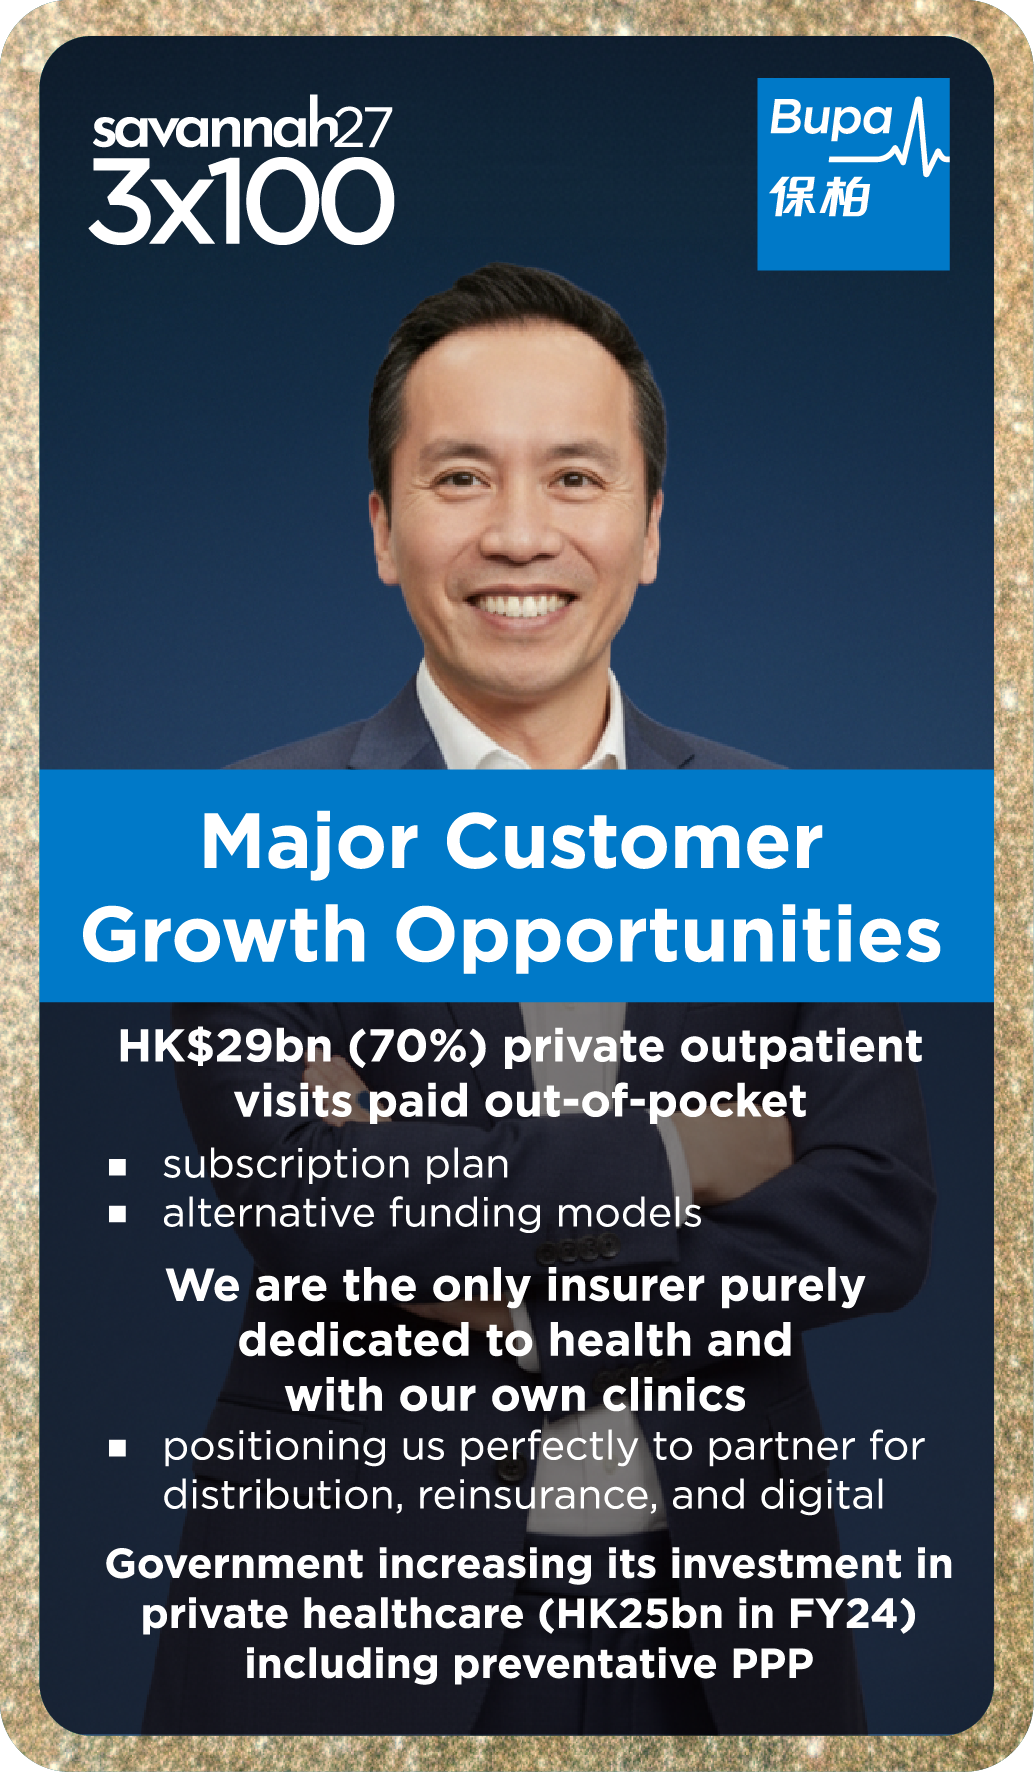 savannah27
3x100
Bupa
保柏
Major Customer
Growth Opportunities
HK$29bn (70%) private outpatient
visits paid out-of-pocket
▪ subscription plan
▪ alternative funding models
We are the only insurer purely
dedicated to health and
with our own clinics
▪ positioning us perfectly to partner for
distribution, reinsurance, and digital
Government increasing its investment in
private healthcare (HK25bn in FY24)
including preventative PPP